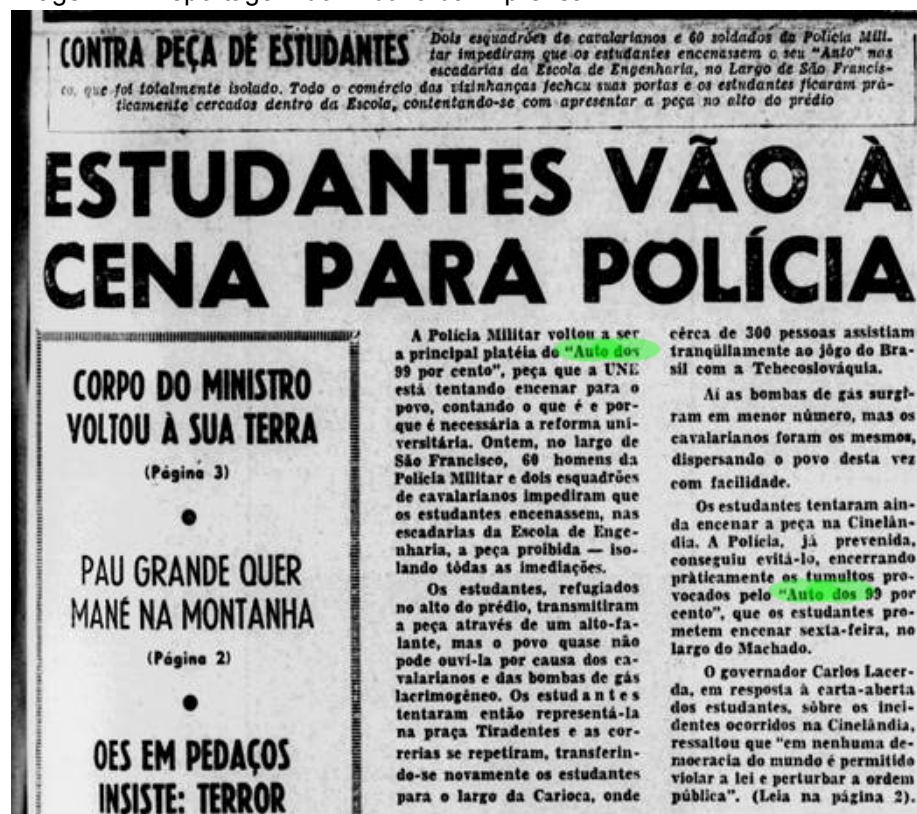 CONTRA PEÇA DE ESTUDANTES
Dois esquadrões de cavalarianos e 60 soldados da Polícia Mili-
tar impediram que os estudantes encenassem o seu "Auto" nas
escadarias da Escola de Engenharia, no Largo de São Francis-
co, que foi totalmente isolado. Todo o comércio das vizinhanças fechou suas portas e os estudantes ficaram prà-
ticamente cercados dentro da Escola, contentando-se com apresentar a peça no alto do prédio
ESTUDANTES VÃO À
CENA PARA POLÍCIA
CORPO DO MINISTRO
VOLTOU À SUA TERRA
(Página 3)
PAU GRANDE QUER
MANÉ NA MONTANHA
(Página 2)
OES EM PEDAÇOS
INSISTE: TERROR
A Polícia Militar voltou a ser
a principal platéia do "Auto dos
99 por cento", peça que a UNE
está tentando encenar para o
povo, contando o que é e por-
que é necessária a reforma uni-
versitária. Ontem, no largo de
São Francisco, 60 homens da
Polícia Militar e dois esquadrões
de cavalarianos impediram que
os estudantes encenassem, nas
escadarias da Escola de Enge-
nharia, a peça proibida — iso-
lando tôdas as imediações.
Os estudantes, refugiados
no alto do prédio, transmitiram
a peça através de um alto-fa-
lante, mas o povo quase não
pode ouví-la por causa dos ca-
valarianos e das bombas de gás
lacrimogêneo. Os estudantes
tentaram então representá-la
na praça Tiradentes e as cor-
rerias se repetiram, transferin-
do-se novamente os estudantes
para o largo da Carioca, onde
cêrca de 300 pessoas assistiam
tranqüilamente ao jôgo do Bra-
sil com a Tchecoslováquia.
Aí as bombas de gás surgi-
ram em menor número, mas os
cavalarianos foram os mesmos,
dispersando o povo desta vez
com facilidade.
Os estudantes tentaram ain-
da encenar a peça na Cinelân-
dia. A Polícia, já prevenida,
conseguiu evitá-lo, encerrando
pràticamente os tumultos pro-
vocados pelo "Auto dos 99 por
cento", que os estudantes pro-
metem encenar sexta-feira, no
largo do Machado.
O governador Carlos Lacer-
da, em resposta à carta-aberta
dos estudantes, sôbre os inci-
dentes ocorridos na Cinelândia,
ressaltou que "em nenhuma de-
mocracia do mundo é permitido
violar a lei e perturbar a ordem
pública". (Leia na página 2).